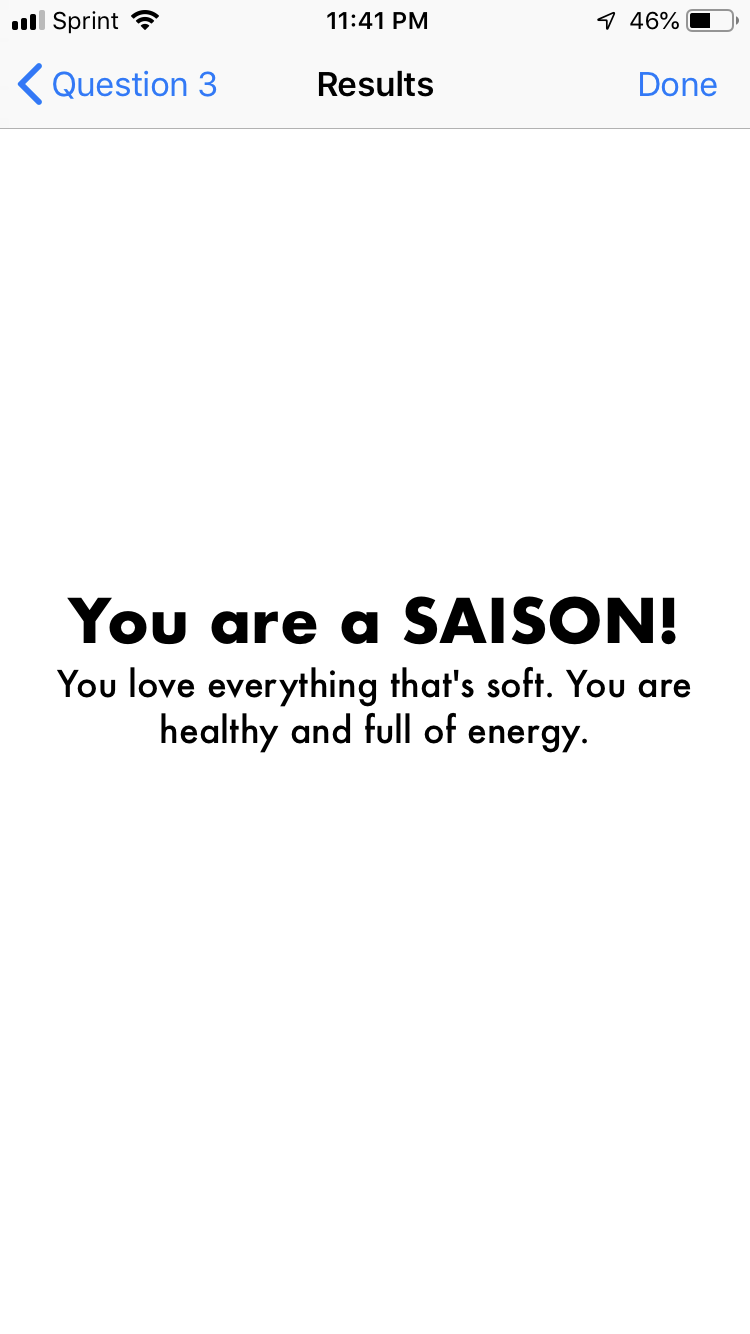 Sprint 11:41 PM 46%
Question 3 Results Done
You are a SAISON!
You love everything that's soft. You are
healthy and full of energy.